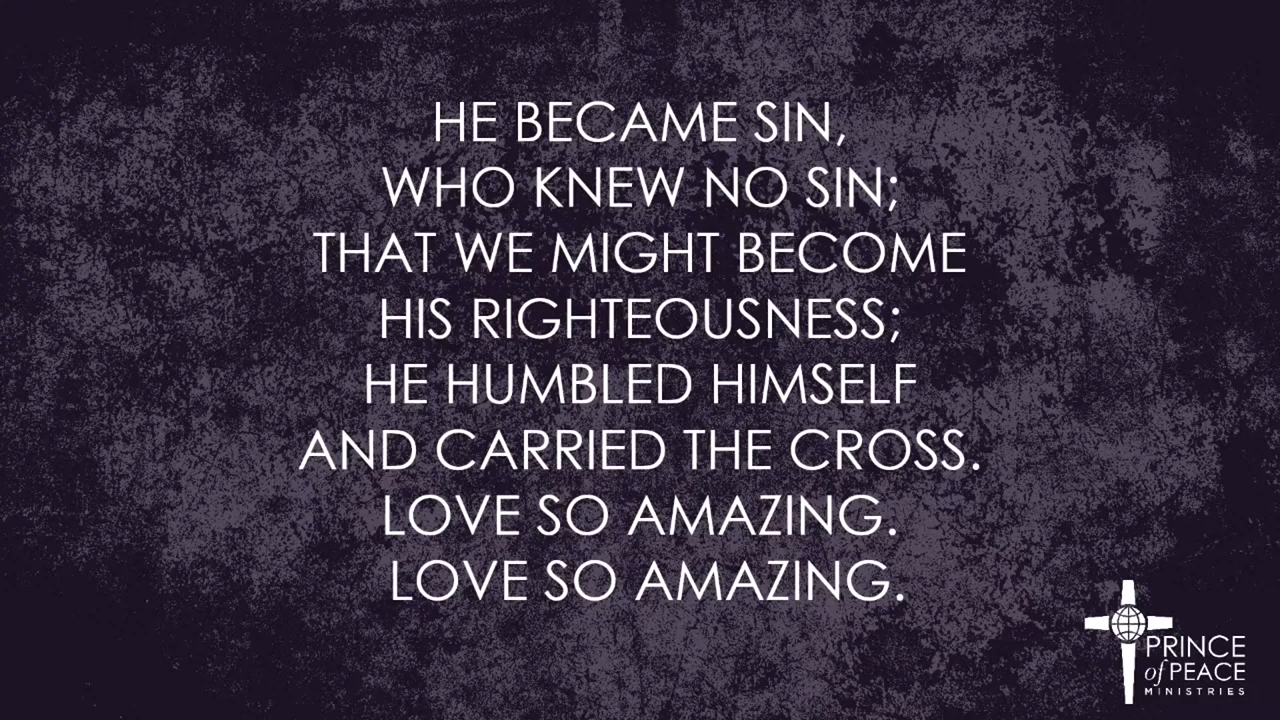 HE BECAME SIN,
WHO KNEW NO SIN;
THAT WE MIGHT BECOME
HIS RIGHTEOUSNESS;
HE HUMBLED HIMSELF
AND CARRIED THE CROSS.
LOVE SO AMAZING.
LOVE SO AMAZING.
PRINCE
of PEACE
MINISTRIES